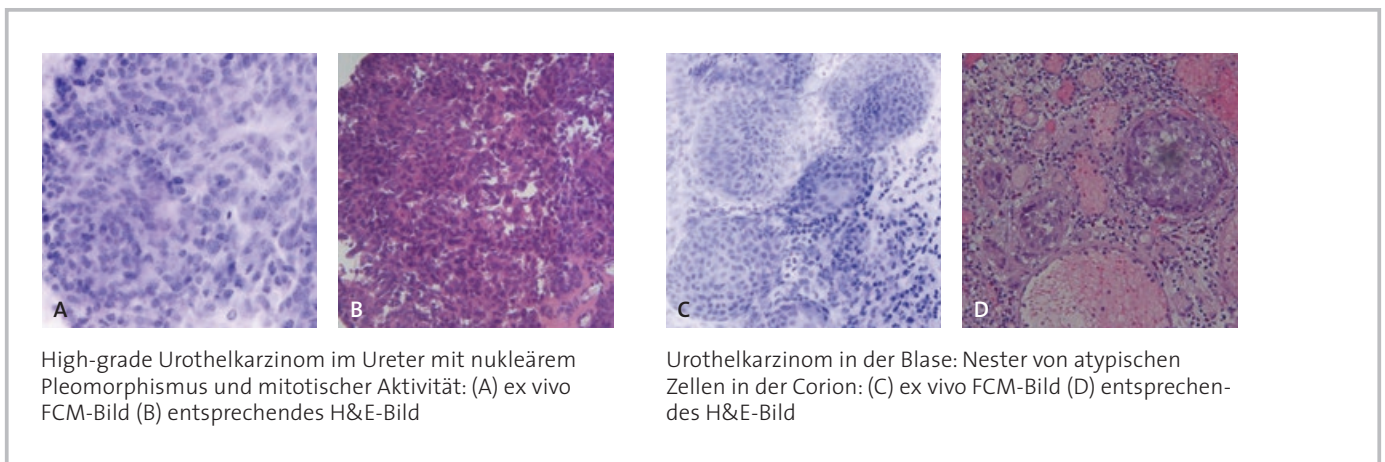 A
B
C
D
High-grade Urothelkarzinom im Ureter mit nukleärem
Pleomorphismus und mitotischer Aktivität: (A) ex vivo
FCM-Bild (B) entsprechendes H&E-Bild
Urothelkarzinom in der Blase: Nester von atypischen
Zellen in der Corion: (C) ex vivo FCM-Bild (D) entsprechen-
des H&E-Bild